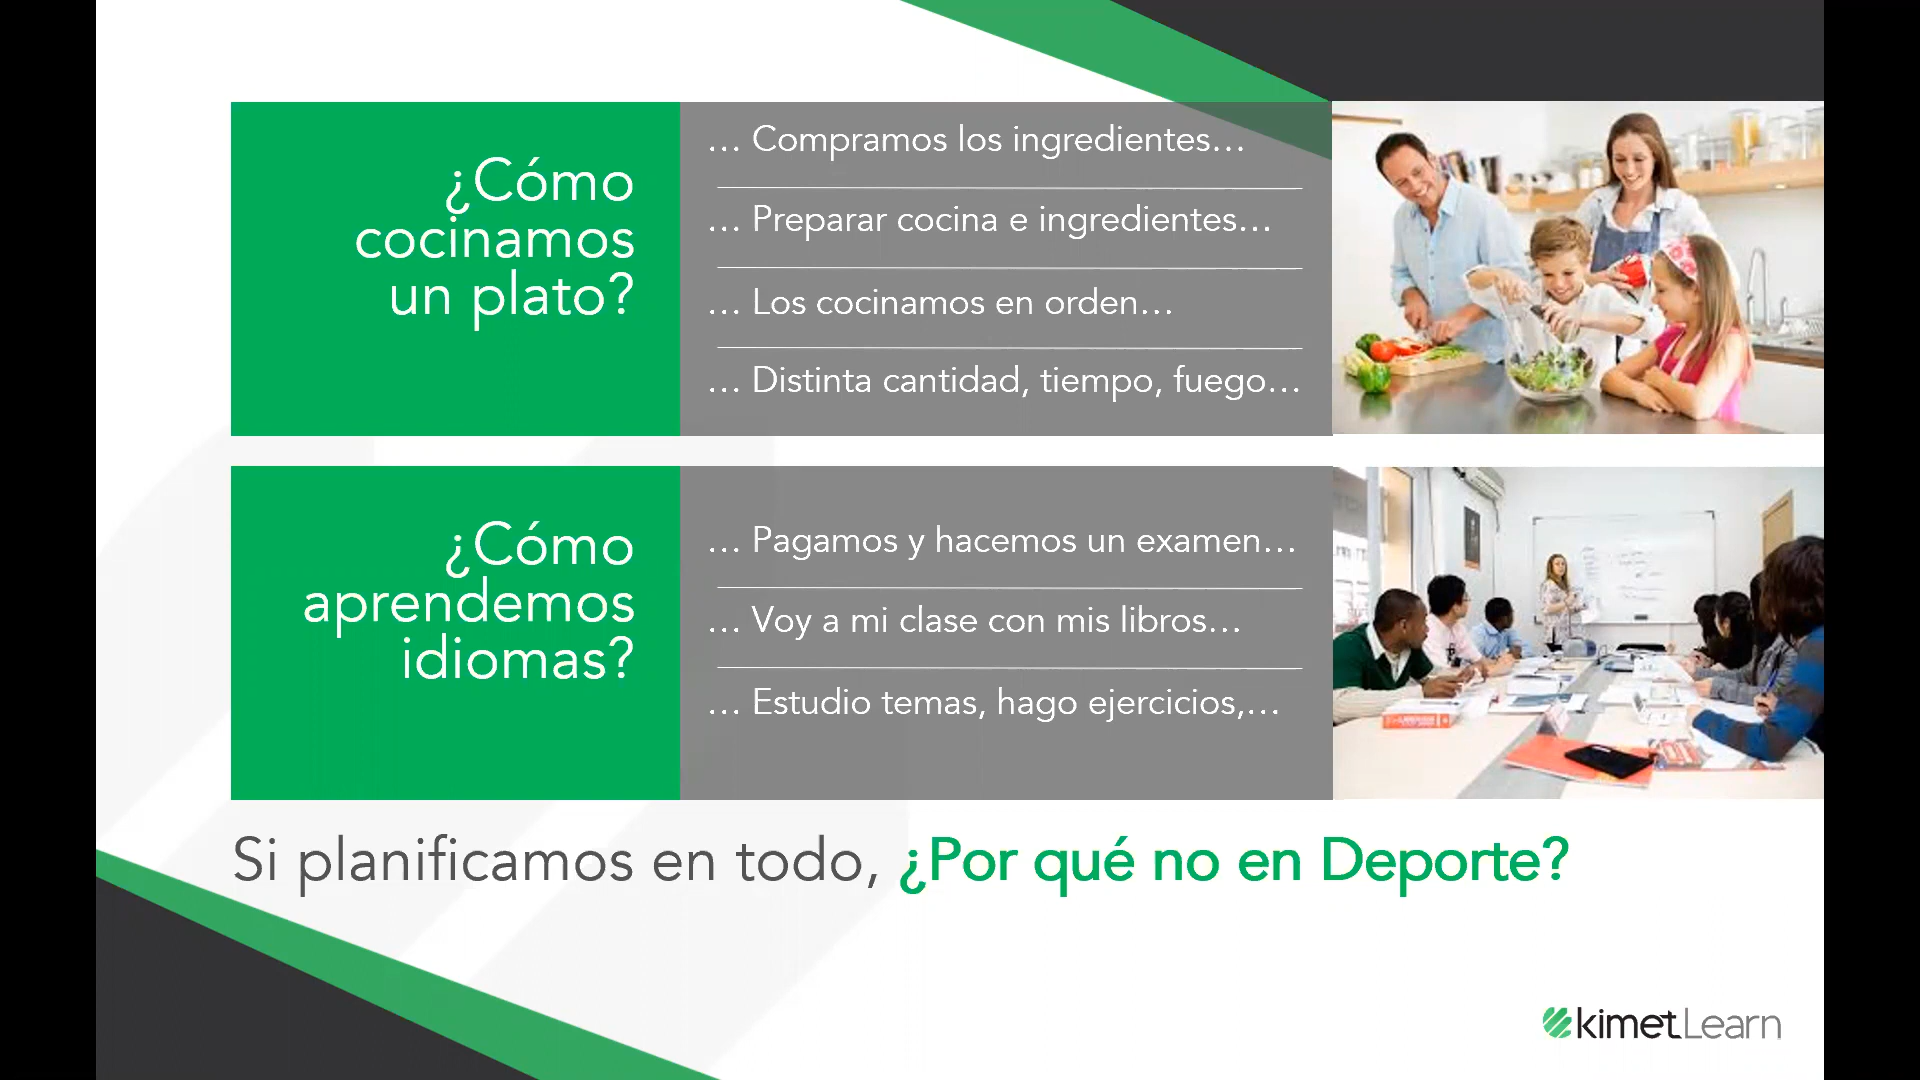 ¿Cómo
cocinamos
un plato?
... Compramos los ingredientes...
... Preparar cocina e ingredientes...
... Los cocinamos en orden...
... Distinta cantidad, tiempo, fuego...
¿Cómo
aprendemos
idiomas?
... Pagamos y hacemos un examen...
... Voy a mi clase con mis libros...
... Estudio temas, hago ejercicios,...
Si planificamos en todo, ¿Por qué no en Deporte?
kimetLearn